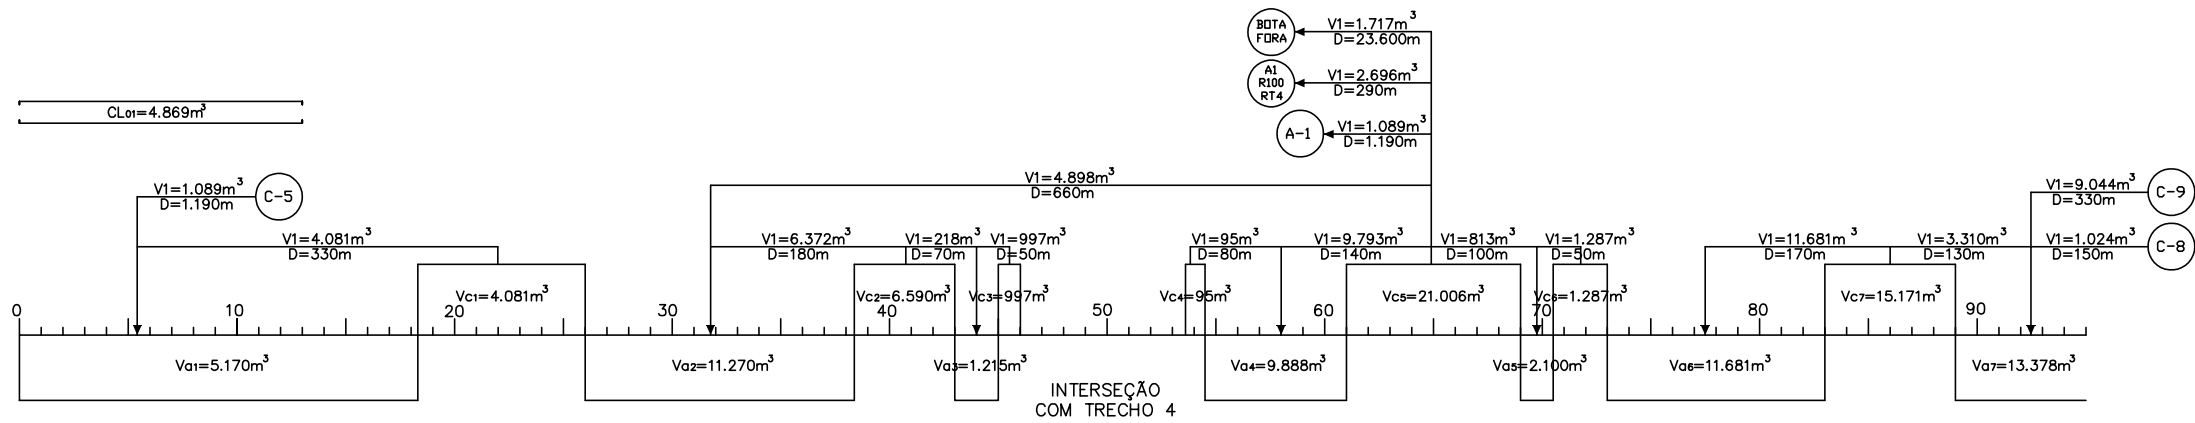 BOTA
FORA
V1=1.717m³
D=23.600m
A1
R100
RT4
V1=2.696m³
D=290m
CL01=4.869m³
A-1
V1=1.089m³
D=1.190m
V1=4.898m³
D=660m
V1=1.089m³
D=1.190m
C-5
V1=9.044m³
D=330m
C-9
V1=4.081m³
D=330m
V1=6.372m³
D=180m
V1=218m³
D=70m
V1=997m³
D=50m
V1=95m³
D=80m
V1=9.793m³
D=140m
V1=813m³
D=100m
V1=1.287m³
D=50m
V1=11.681m³
D=170m
V1=3.310m³
D=130m
V1=1.024m³
D=150m
C-8
Vc1=4.081m³
Vc2=6.590m³
Vc3=997m³
Vc4=95m³
Vc5=21.006m³
Vc6=1.287m³
Vc7=15.171m³
0 10 20 30 40 50 60 70 80 90
Va1=5.170m³
Va2=11.270m³
Va3=1.215m³
Va4=9.888m³
Va5=2.100m³
Va6=11.681m³
Va7=13.378m³
INTERSEÇÃO
COM TRECHO 4